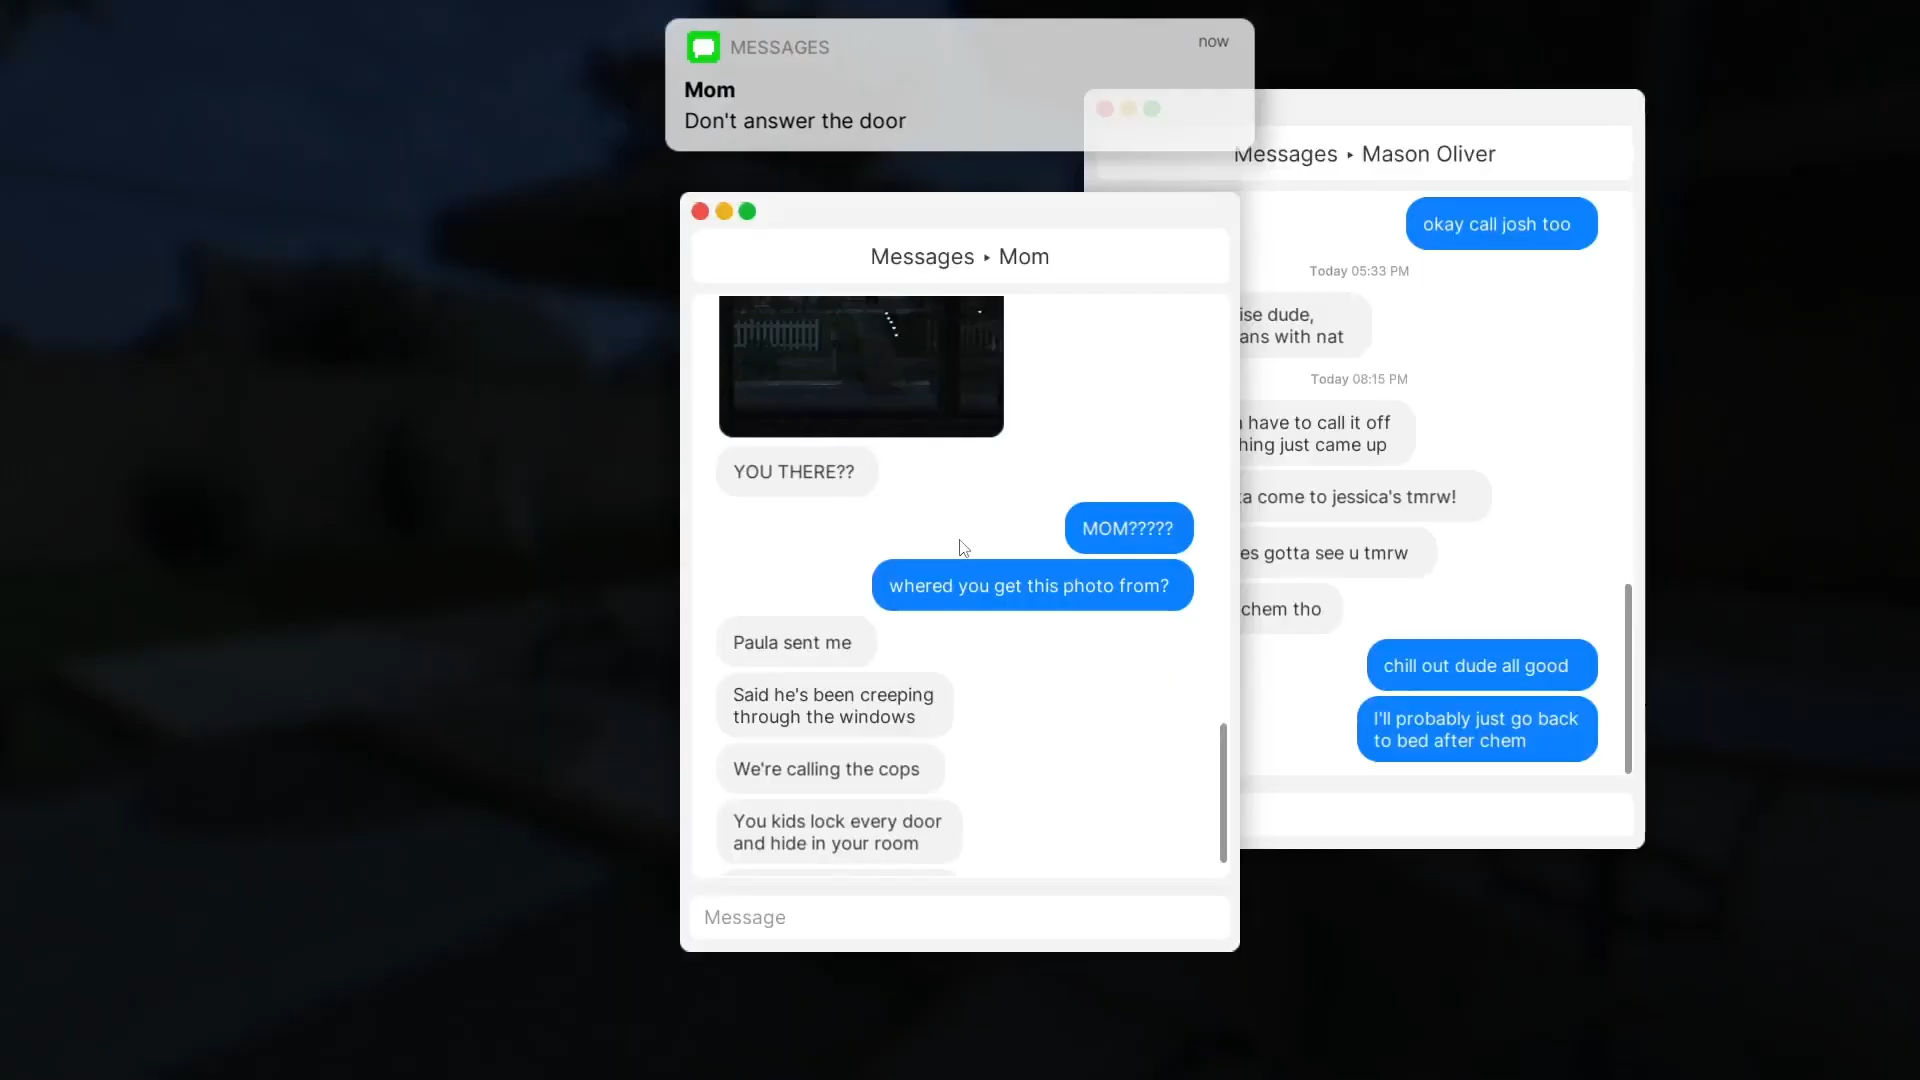 MESSAGES
now
Mom
Don't answer the door
Messages ‣ Mason Oliver
okay call josh too
Today 05:33 PM
dude,
with nat
Today 08:15 PM
have to call it off
just came up
come to jessica's tmrw!
gotta see u tmrw
chem tho
chill out dude all good
I'll probably just go back
to bed after chem
Messages ‣ Mom
YOU THERE??
MOM?????
whered you get this photo from?
Paula sent me
Said he's been creeping
through the windows
We're calling the cops
You kids lock every door
and hide in your room
Message